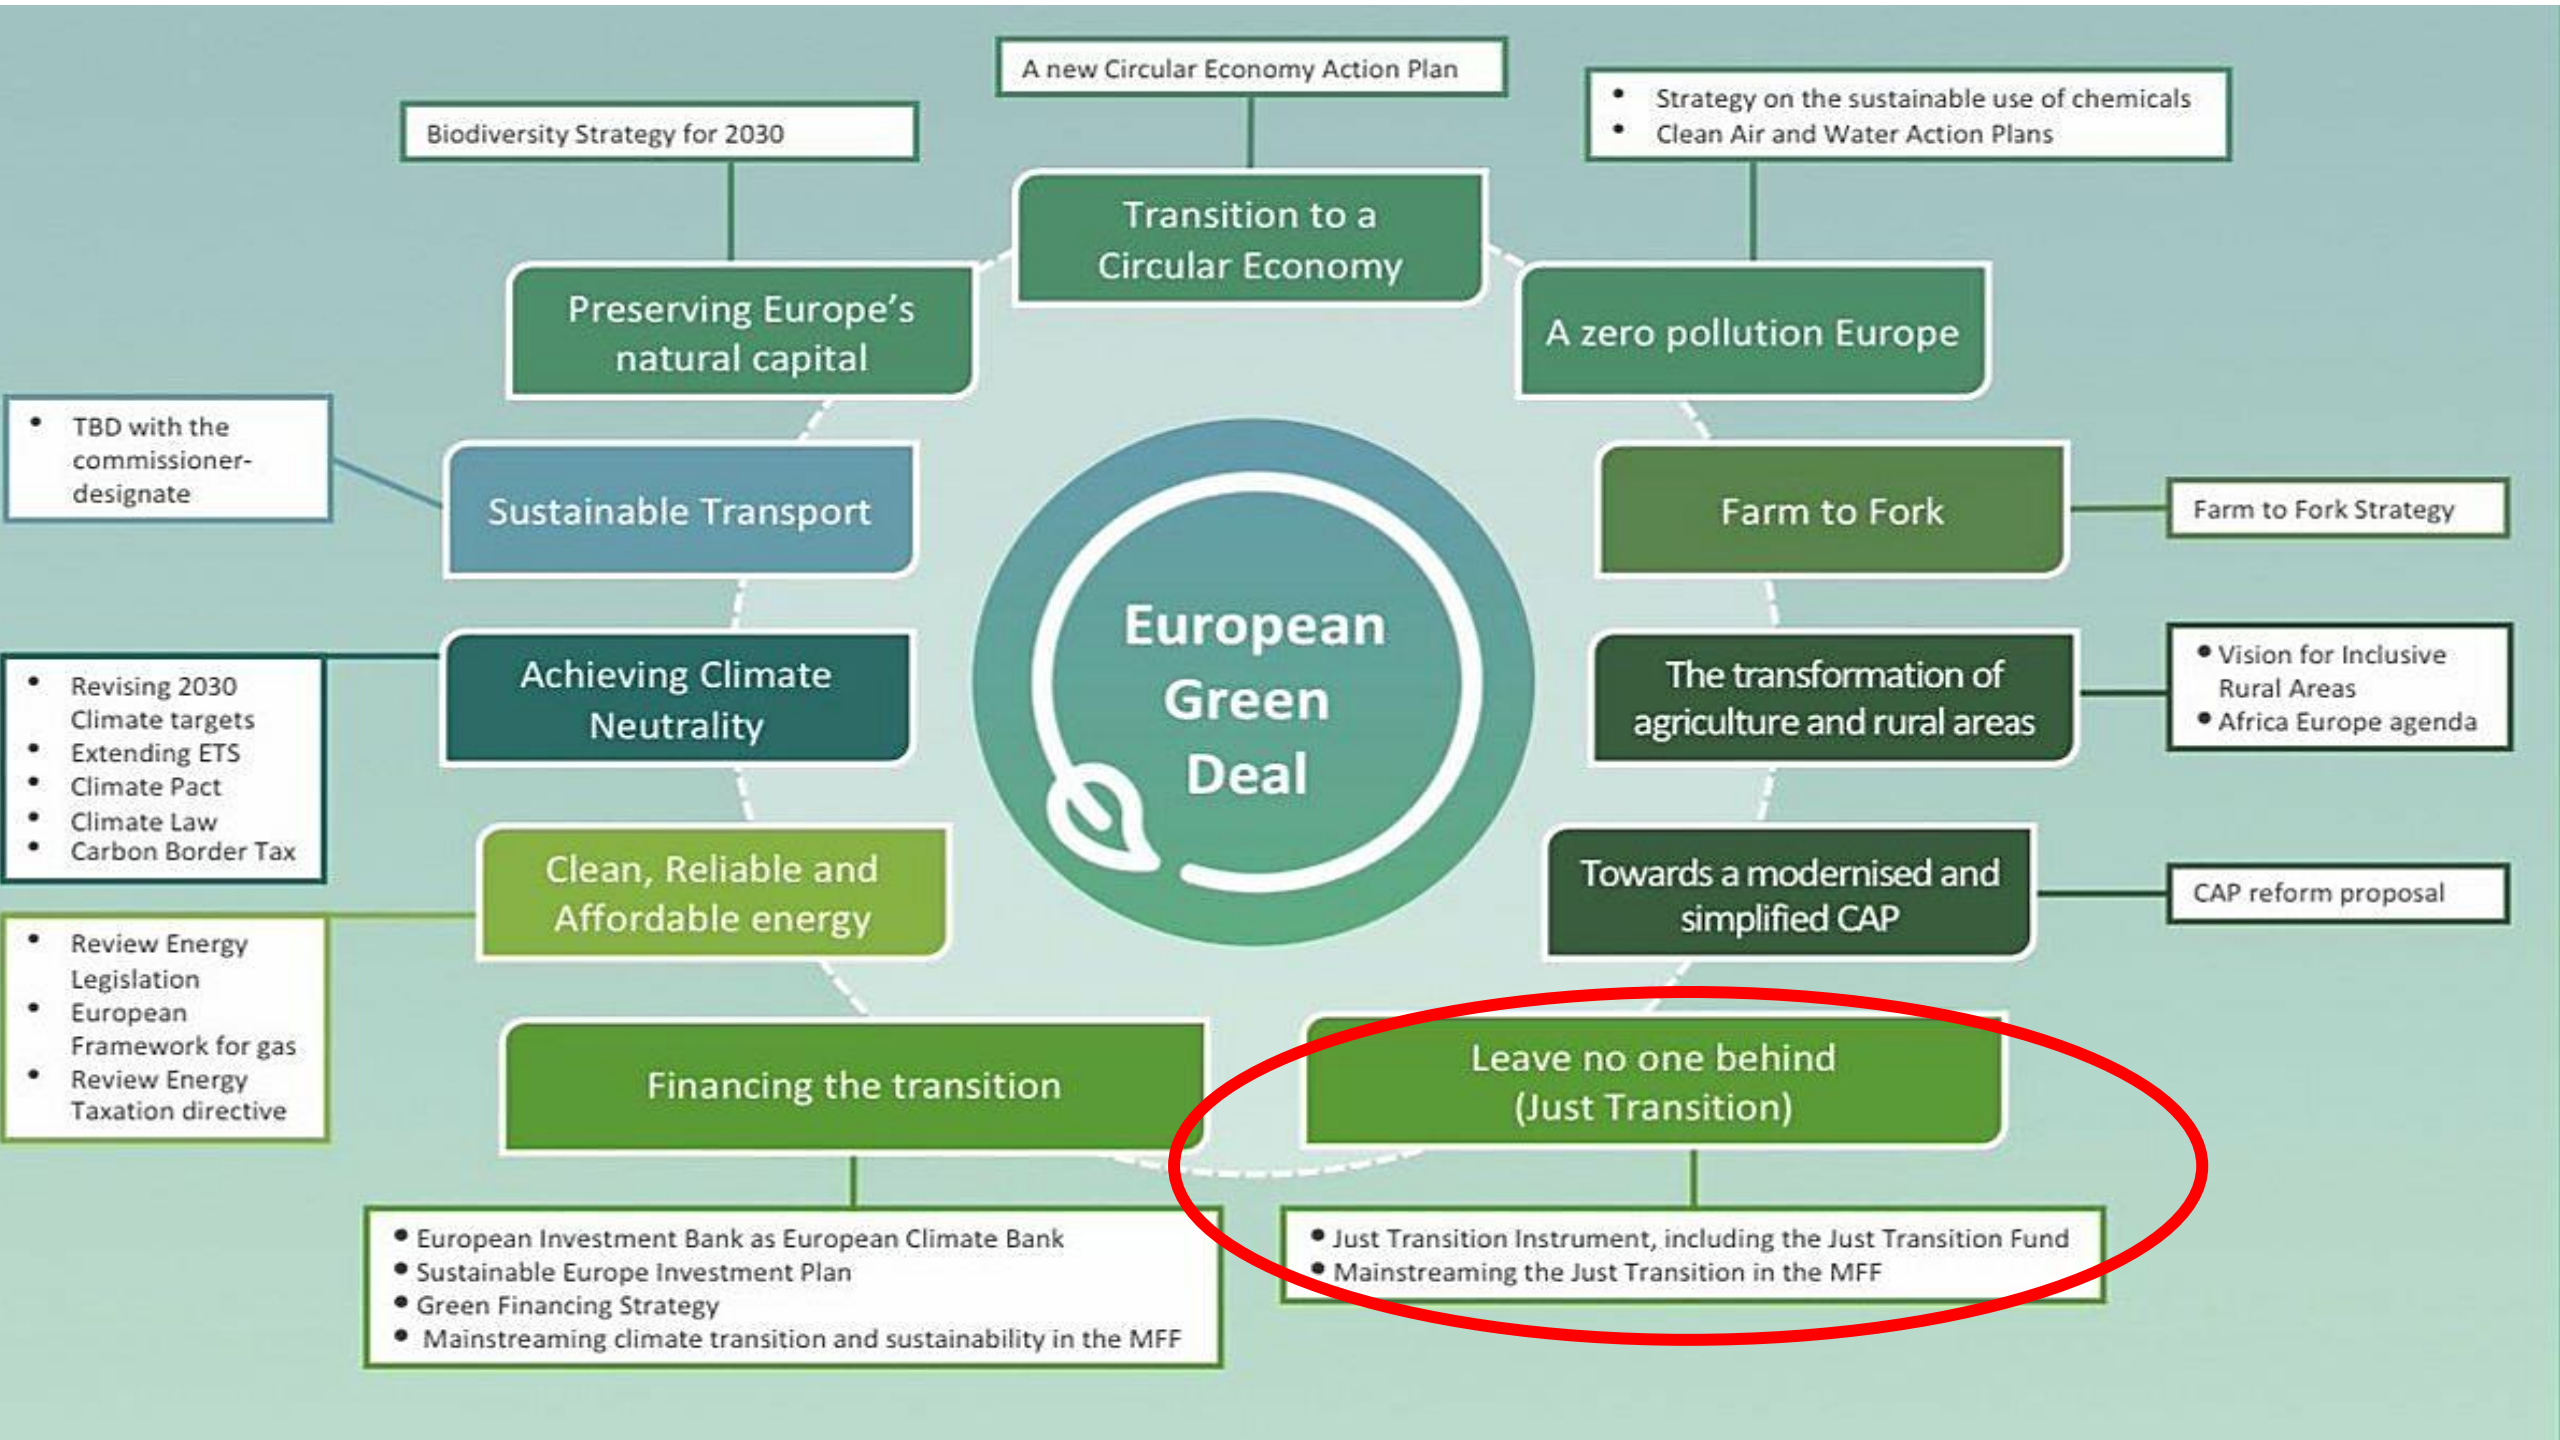 A new Circular Economy Action Plan
Biodiversity Strategy for 2030
• Strategy on the sustainable use of chemicals
• Clean Air and Water Action Plans
Transition to a
Circular Economy
Preserving Europe’s
natural capital
A zero pollution Europe
• TBD with the
commissioner-
designate
Sustainable Transport
Farm to Fork
Farm to Fork Strategy
European
Green
Deal
Achieving Climate
Neutrality
• Revising 2030
Climate targets
• Extending ETS
• Climate Pact
• Climate Law
• Carbon Border Tax
The transformation of
agriculture and rural areas
• Vision for Inclusive
Rural Areas
• Africa Europe agenda
Clean, Reliable and
Affordable energy
• Review Energy
Legislation
• European
Framework for gas
• Review Energy
Taxation directive
Towards a modernised and
simplified CAP
CAP reform proposal
Financing the transition
• European Investment Bank as European Climate Bank
• Sustainable Europe Investment Plan
• Green Financing Strategy
• Mainstreaming climate transition and sustainability in the MFF
Leave no one behind
(Just Transition)
• Just Transition Instrument, including the Just Transition Fund
• Mainstreaming the Just Transition in the MFF